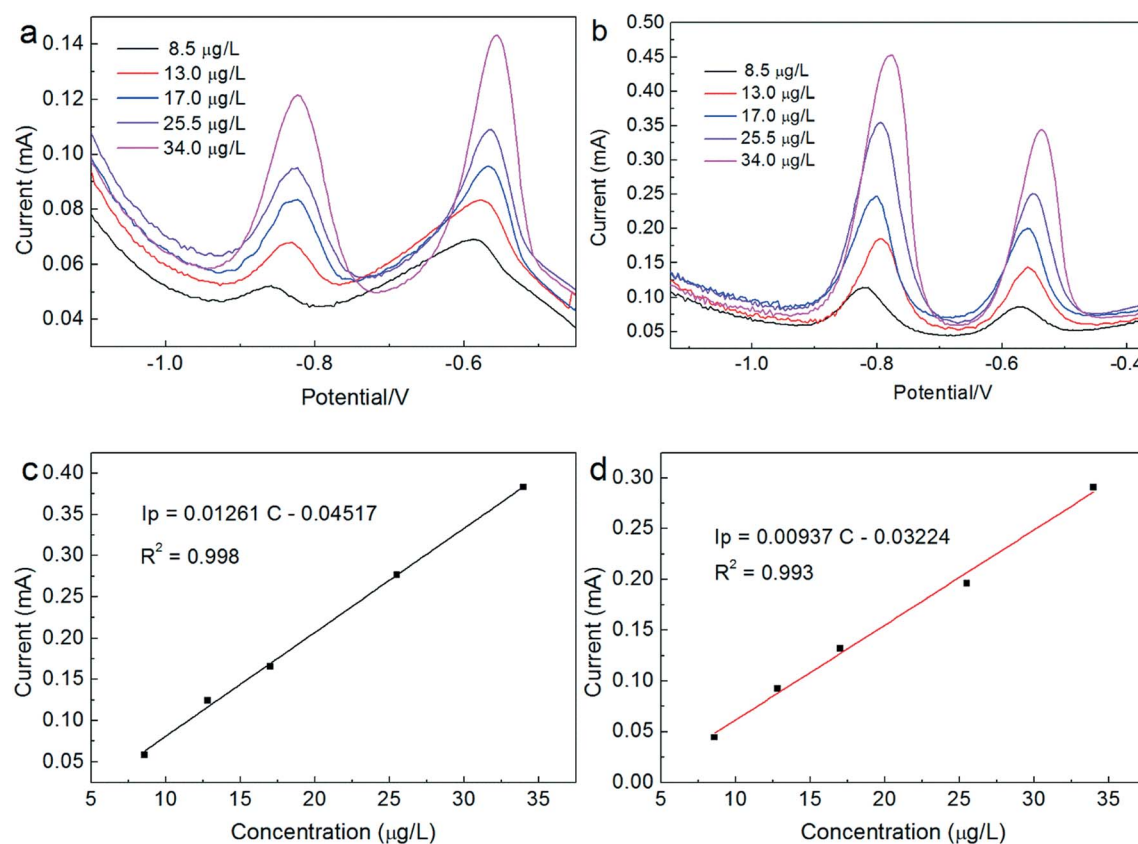 a
8.5 μg/L
13.0 μg/L
17.0 μg/L
25.5 μg/L
34.0 μg/L
Current (mA)
0.14
0.12
0.10
0.08
0.06
0.04
-1.0 -0.8 -0.6
Potential/V
b
8.5 μg/L
13.0 μg/L
17.0 μg/L
25.5 μg/L
34.0 μg/L
Current (mA)
0.50
0.45
0.40
0.35
0.30
0.25
0.20
0.15
0.10
0.05
-1.0 -0.8 -0.6 -0.4
Potential/V
c
Ip = 0.01261 C - 0.04517
R² = 0.998
Current (mA)
0.40
0.35
0.30
0.25
0.20
0.15
0.10
0.05
5 10 15 20 25 30 35
Concentration (μg/L)
d
Ip = 0.00937 C - 0.03224
R² = 0.993
Current (mA)
0.30
0.25
0.20
0.15
0.10
0.05
0.00
5 10 15 20 25 30 35
Concentration (μg/L)